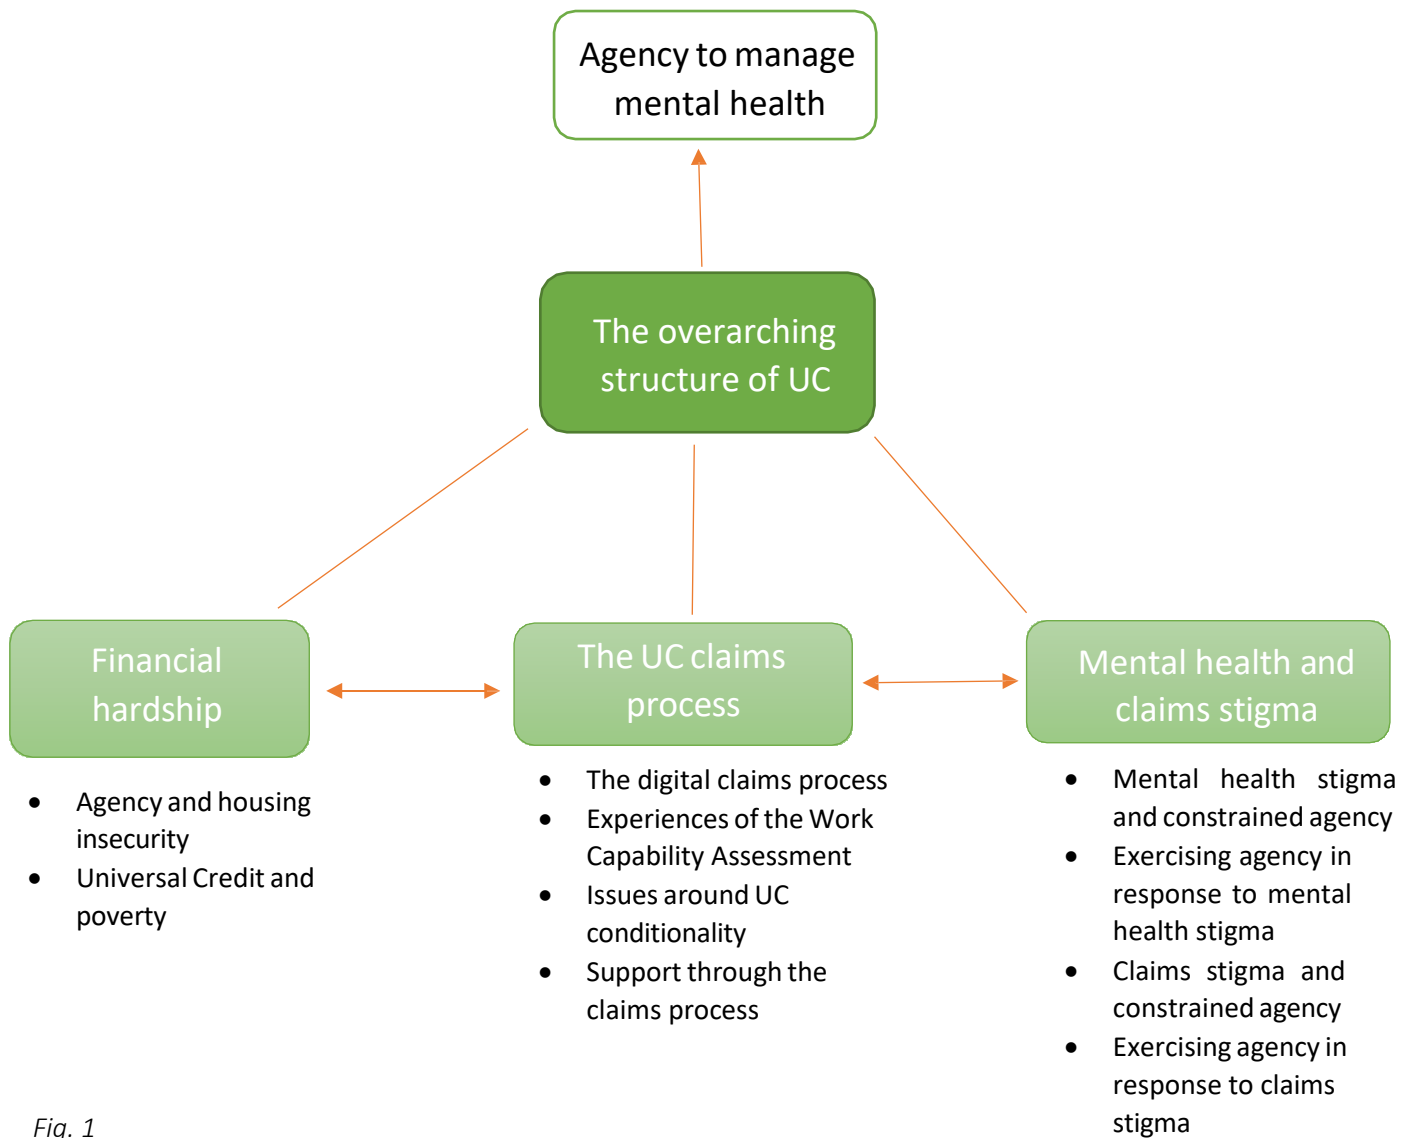 Agency to manage
mental health
The overarching
structure of UC
Financial
hardship
• Agency and housing
insecurity
• Universal Credit and
poverty
The UC claims
process
• The digital claims process
• Experiences of the Work
Capability Assessment
• Issues around UC
conditionality
• Support through the
claims process
Mental health and
claims stigma
• Mental health stigma
and constrained agency
• Exercising agency in
response to mental
health stigma
• Claims stigma and
constrained agency
• Exercising agency in
response to claims
stigma
Fig. 1